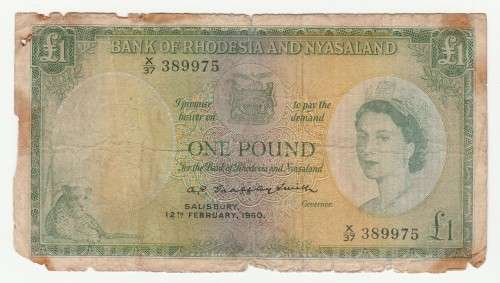 £1 BANK OF RHODESIA AND NYASALAND £1
X/37 389975
I promise to pay the
bearer on demand
ONE POUND
for the Bank of Rhodesia and Nyasaland
SALISBURY,
12TH FEBRUARY, 1960. Governor.
X/37 389975 £1